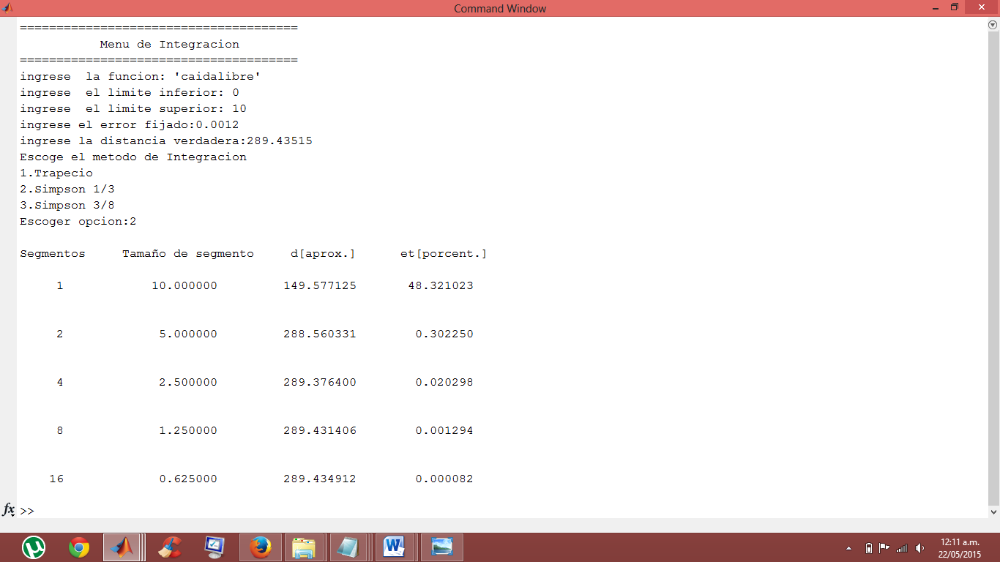 Command Window
======================================
Menu de Integracion
======================================
ingrese  la funcion: 'caidalibre'
ingrese  el limite inferior: 0
ingrese  el limite superior: 10
ingrese el error fijado:0.0012
ingrese la distancia verdadera:289.43515
Escoge el metodo de Integracion
1.Trapecio
2.Simpson 1/3
3.Simpson 3/8
Escoger opcion:2
Segmentos     Tamaño de segmento     d[aprox.]      et[porcent.]
1            10.000000         149.577125       48.321023
2             5.000000         288.560331        0.302250
4             2.500000         289.376400        0.020298
8             1.250000         289.431406        0.001294
16             0.625000         289.434912        0.000082
fx >>
12:11 a.m.
22/05/2015